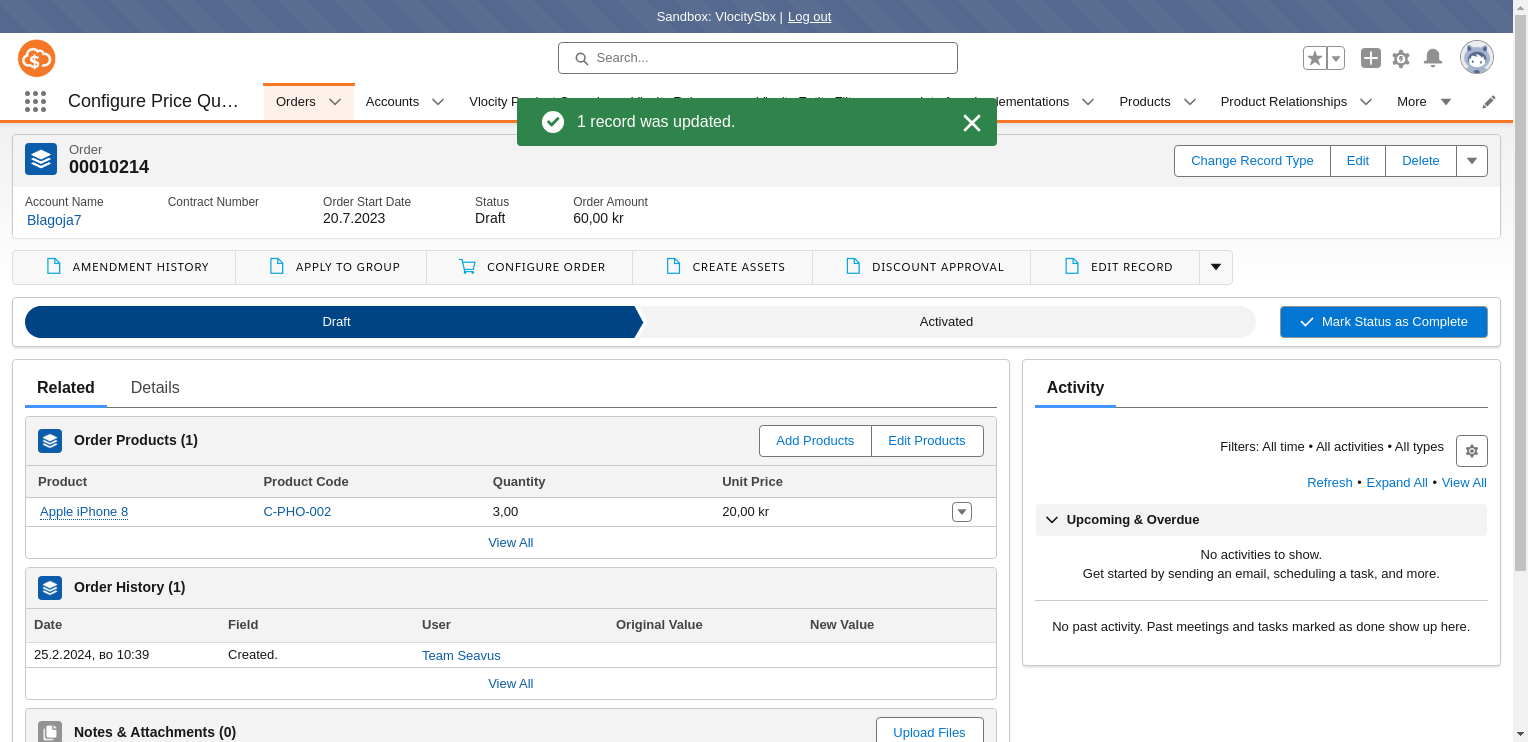 Sandbox: VlocitySbx | Log out
Search...
Configure Price Qu...
Orders
Accounts
Products
Product Relationships
More
1 record was updated.
Order
00010214
Change Record Type
Edit
Delete
Account Name
Contract Number
Order Start Date
Status
Order Amount
Blagoja7
20.7.2023
Draft
60,00 kr
AMENDMENT HISTORY
APPLY TO GROUP
CONFIGURE ORDER
CREATE ASSETS
DISCOUNT APPROVAL
EDIT RECORD
Draft
Activated
Mark Status as Complete
Related
Details
Order Products (1)
Add Products
Edit Products
Product
Product Code
Quantity
Unit Price
Apple iPhone 8
C-PHO-002
3,00
20,00 kr
View All
Order History (1)
Date
Field
User
Original Value
New Value
25.2.2024, во 10:39
Created.
Team Seavus
View All
Notes & Attachments (0)
Upload Files
Activity
Filters: All time • All activities • All types
Refresh • Expand All • View All
Upcoming & Overdue
No activities to show.
Get started by sending an email, scheduling a task, and more.
No past activity. Past meetings and tasks marked as done show up here.